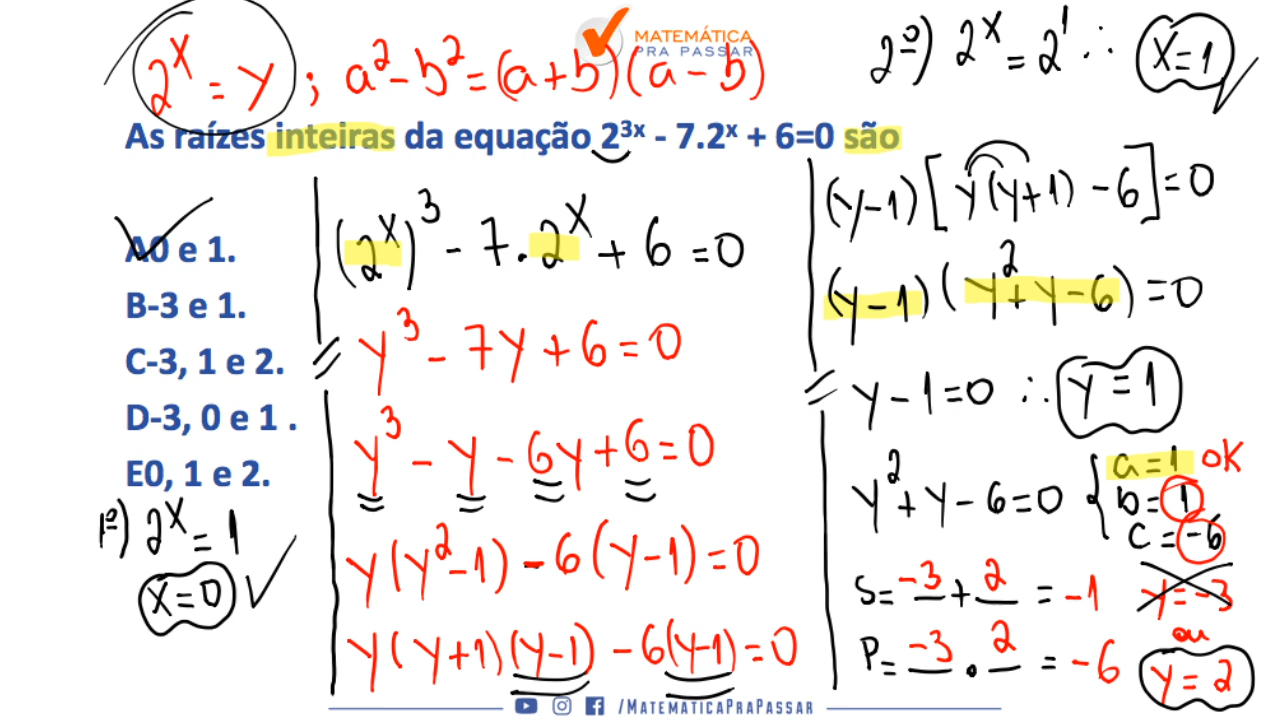 MATEMÁTICA
PRA PASSAR
2^x = y ; a² - b² = (a + b)(a - b)
2º) 2^x = 2¹ ∴ x = 1
As raízes inteiras da equação 2^3x - 7.2^x + 6=0 são
A0 e 1.
B-3 e 1.
C-3, 1 e 2.
D-3, 0 e 1 .
E0, 1 e 2.
1º) 2^x = 1
x = 0
(2^x)³ - 7.2^x + 6 = 0
y³ - 7y + 6 = 0
y³ - y - 6y + 6 = 0
y(y² - 1) - 6(y - 1) = 0
y(y + 1)(y - 1) - 6(y - 1) = 0
(y - 1)[y(y + 1) - 6] = 0
(y - 1)(y² + y - 6) = 0
y - 1 = 0 ∴ y = 1
y² + y - 6 = 0
a = 1 OK
b = 1
c = -6
S = -3 + 2 = -1
P = -3 . 2 = -6
y = -3
ou
y = 2
/MATEMATICAPRAPASSAR